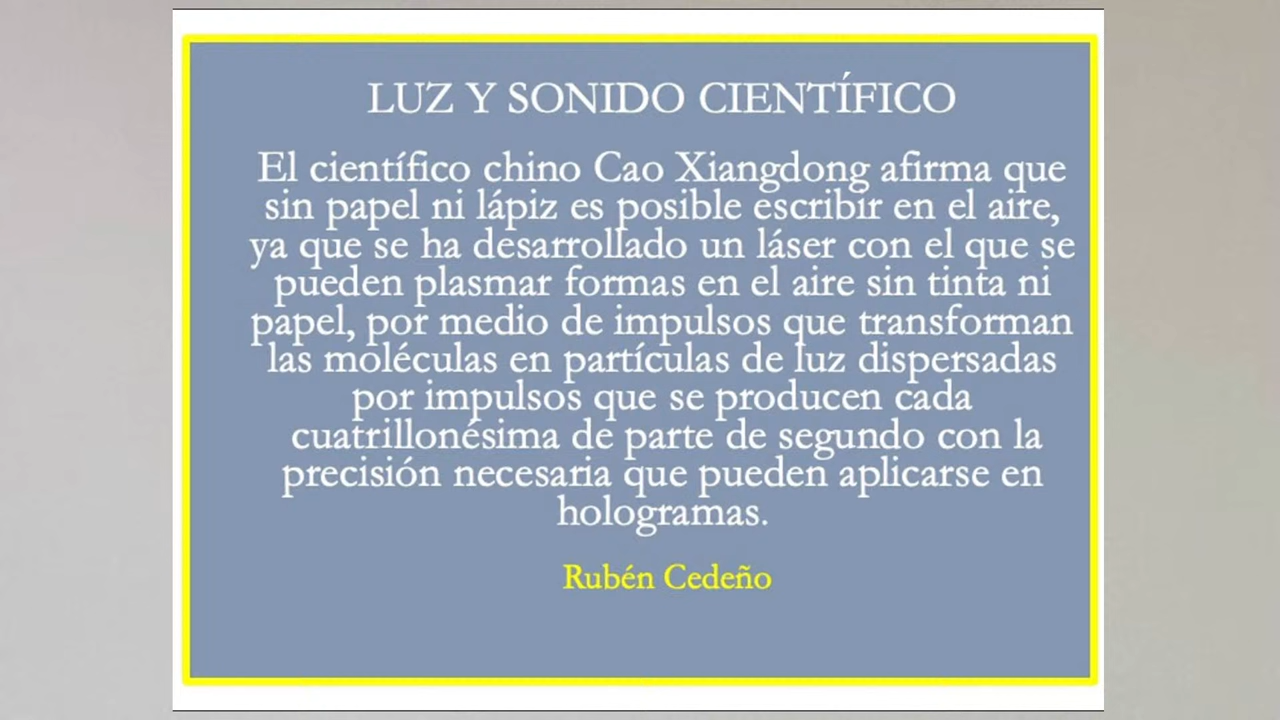 LUZ Y SONIDO CIENTÍFICO
El científico chino Cao Xiangdong afirma que
sin papel ni lápiz es posible escribir en el aire,
ya que se ha desarrollado un láser con el que se
pueden plasmar formas en el aire sin tinta ni
papel, por medio de impulsos que transforman
las moléculas en partículas de luz dispersadas
por impulsos que se producen cada
cuatrillonésima de parte de segundo con la
precisión necesaria que pueden aplicarse en
hologramas.
Rubén Cedeño